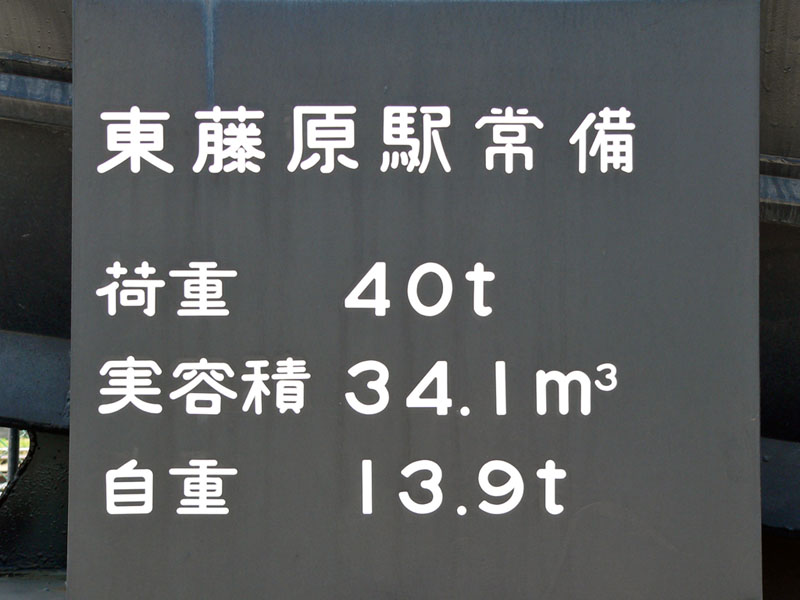 東藤原駅常備
荷重 40t
実容積 34.1m³
自重 13.9t